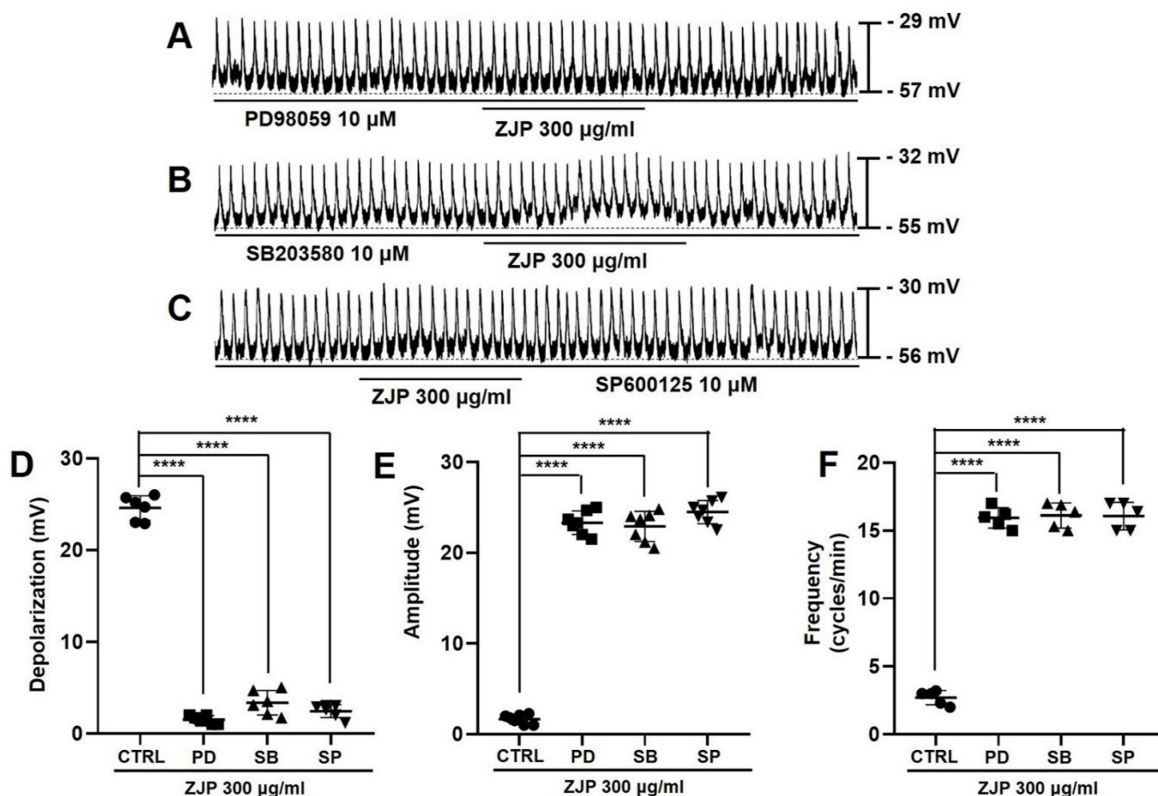 A
- 29 mV
- 57 mV
PD98059 10 µM
ZJP 300 µg/ml
B
- 32 mV
- 55 mV
SB203580 10 µM
ZJP 300 µg/ml
C
- 30 mV
- 56 mV
SP600125 10 µM
ZJP 300 µg/ml
D
****
****
****
Depolarization (mV)
30
20
10
0
CTRL PD SB SP
ZJP 300 µg/ml
E
****
****
****
Amplitude (mV)
30
20
10
0
CTRL PD SB SP
ZJP 300 µg/ml
F
****
****
****
Frequency
(cycles/min)
20
15
10
5
0
CTRL PD SB SP
ZJP 300 µg/ml